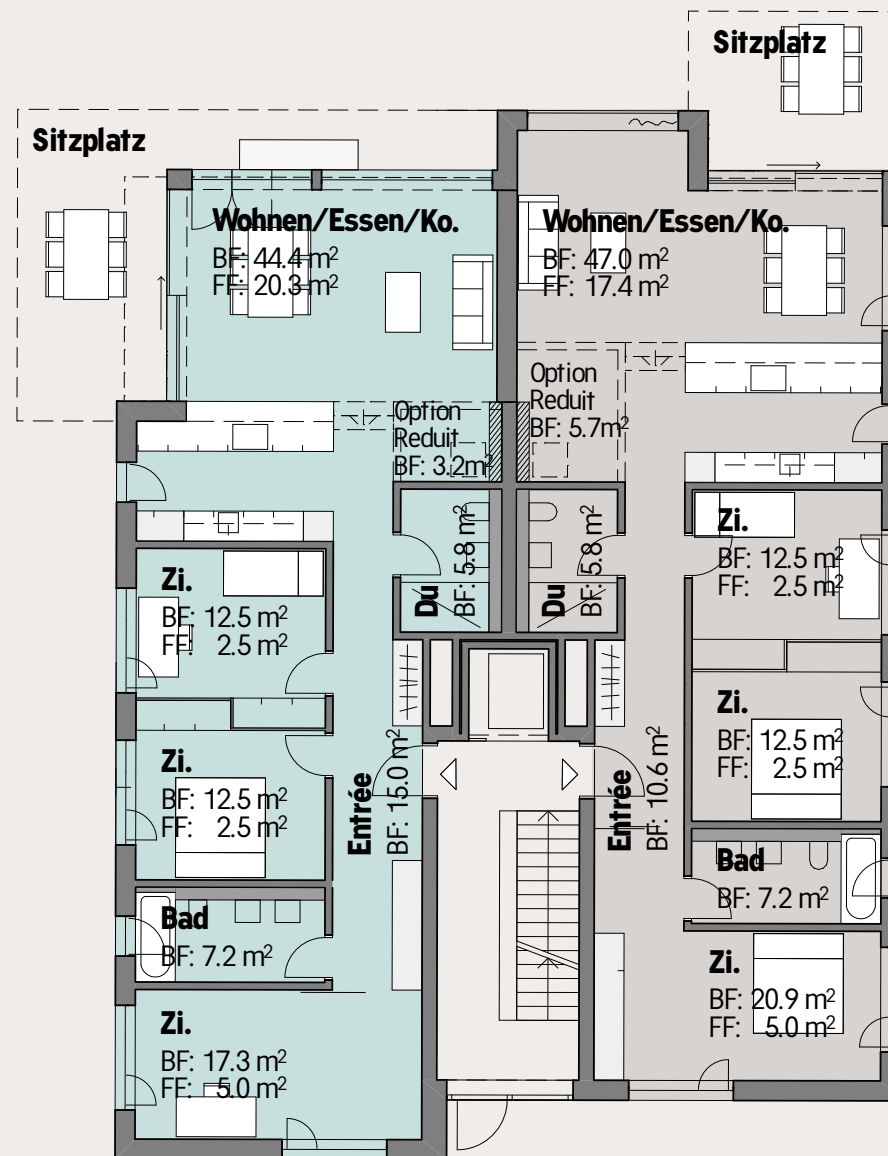 Sitzplatz
Sitzplatz
Wohnen/Essen/Ko.
BF: 44.4 m²
FF: 20.3 m²
Wohnen/Essen/Ko.
BF: 47.0 m²
FF: 17.4 m²
Option
Reduit
BF: 3.2m²
Option
Reduit
BF: 5.7m²
Du
BF: 5.8 m²
Du
BF: 5.8 m²
Zi.
BF: 12.5 m²
FF: 2.5 m²
Zi.
BF: 12.5 m²
FF: 2.5 m²
Zi.
BF: 12.5 m²
FF: 2.5 m²
Zi.
BF: 12.5 m²
FF: 2.5 m²
Entrée
BF: 15.0 m²
Entrée
BF: 10.6 m²
Bad
BF: 7.2 m²
Bad
BF: 7.2 m²
Zi.
BF: 17.3 m²
FF: 5.0 m²
Zi.
BF: 20.9 m²
FF: 5.0 m²